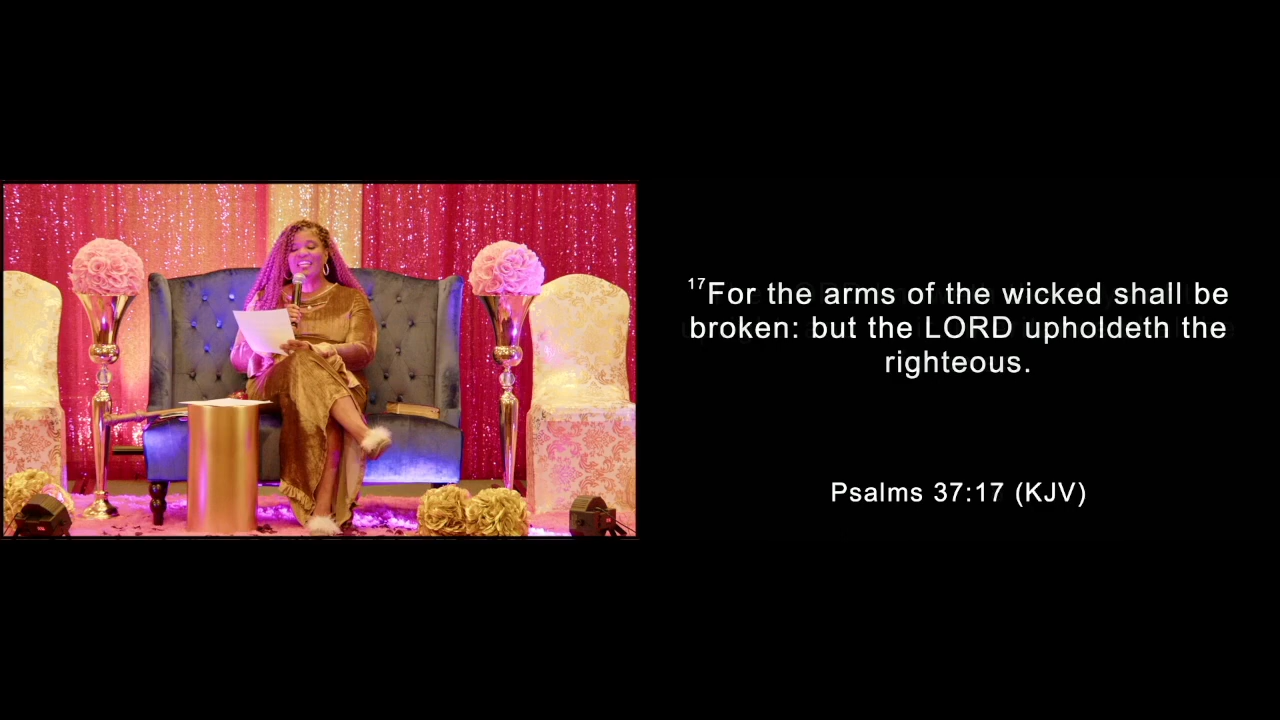 17For the arms of the wicked shall be
broken: but the LORD upholdeth the
righteous.
Psalms 37:17 (KJV)